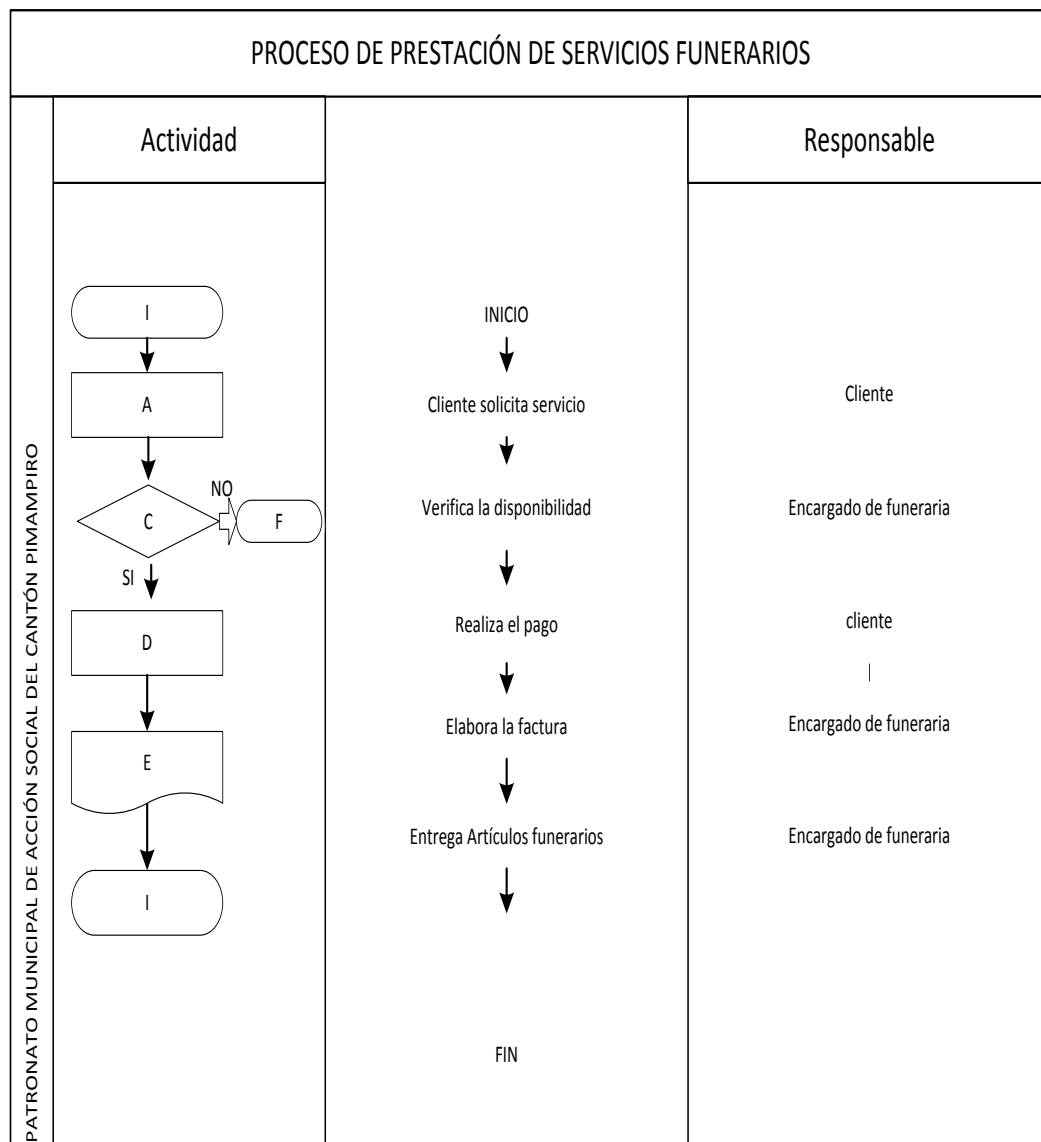 PROCESO DE PRESTACIÓN DE SERVICIOS FUNERARIOS
PATRONATO MUNICIPAL DE ACCIÓN SOCIAL DEL CANTÓN PIMAMPIRO
Actividad
Responsable
I
INICIO
A
Cliente solicita servicio
Cliente
C
NO
F
Verifica la disponibilidad
Encargado de funeraria
SI
D
Realiza el pago
cliente
E
Elabora la factura
Encargado de funeraria
Entrega Artículos funerarios
Encargado de funeraria
I
FIN